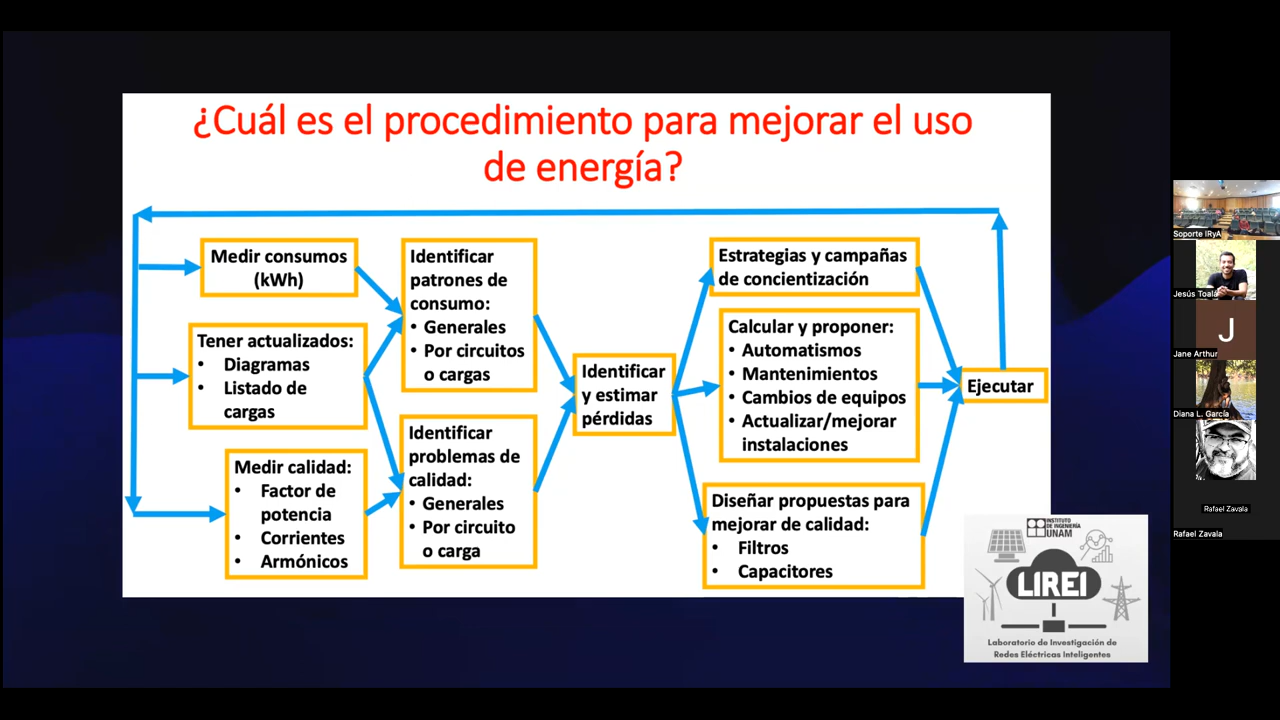 ¿Cuál es el procedimiento para mejorar el uso
de energía?
Medir consumos
(kWh)
Tener actualizados:
• Diagramas
• Listado de
cargas
Medir calidad:
• Factor de
potencia
• Corrientes
• Armónicos
Identificar
patrones de
consumo:
• Generales
• Por circuitos
o cargas
Identificar
problemas de
calidad:
• Generales
• Por circuito
o carga
Identificar
y estimar
pérdidas
Estrategias y campañas
de concientización
Calcular y proponer:
• Automatismos
• Mantenimientos
• Cambios de equipos
• Actualizar/mejorar
instalaciones
Diseñar propuestas para
mejorar de calidad:
• Filtros
• Capacitores
Ejecutar
INSTITUTO
DE INGENIERÍA
UNAM
LIREI
Laboratorio de Investigación de
Redes Eléctricas Inteligentes
Soporte IRyA
Jesús Toalá
J
Jane Arthur
Diana L. García
Rafael Zavala
Rafael Zavala